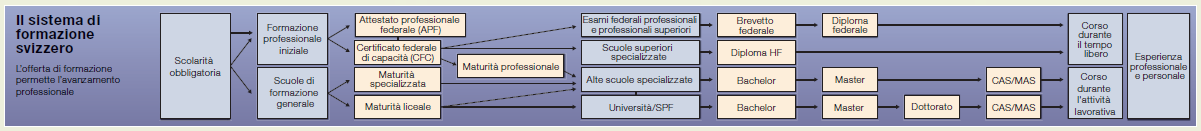 Il sistema di
formazione
svizzero
L'offerta di formazione
permette l'avanzamento
professionale
Scolarità
obbligatoria
Formazione
professionale
iniziale
Scuole di
formazione
generale
Attestato professionale
federale (APF)
Certificato federale
di capacità (CFC)
Maturità professionale
Maturità
specializzata
Maturità liceale
Esami federali professionali
e professionali superiori
Scuole superiori
specializzate
Alte scuole specializzate
Università/SPF
Brevetto
federale
Diploma
federale
Diploma HF
Bachelor
Master
CAS/MAS
Bachelor
Master
Dottorato
CAS/MAS
Corso
durante
il tempo
libero
Corso
durante
l'attività
lavorativa
Esperienza
professionale
e personale